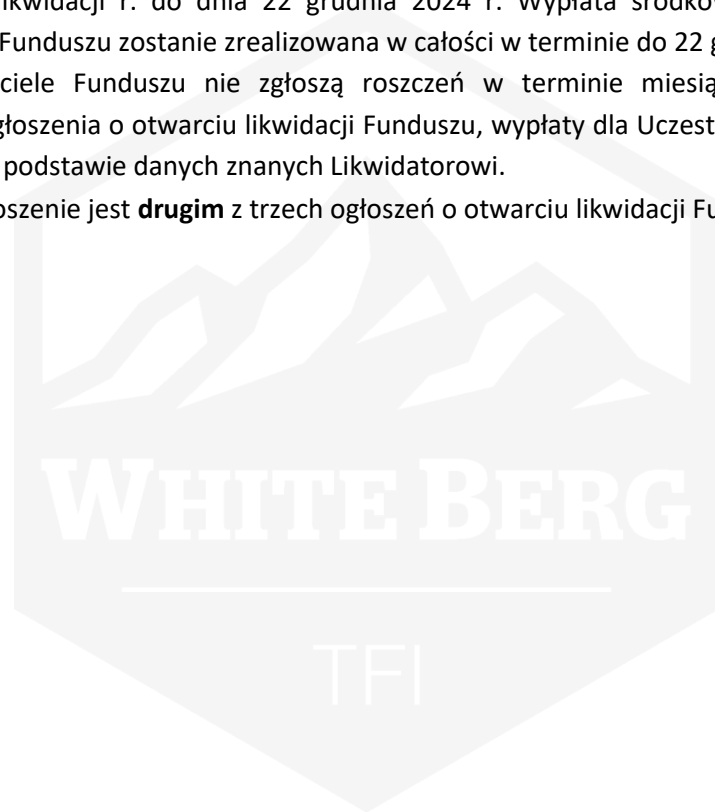 likwidacji r. do dnia 22 grudnia 2024 r. Wypłata środków
Funduszu zostanie zrealizowana w całości w terminie do 22 g
ciele Funduszu nie zgłoszą roszczeń w terminie miesią
głoszenia o otwarciu likwidacji Funduszu, wypłaty dla Uczest
podstawie danych znanych Likwidatorowi.
oszenie jest drugim z trzech ogłoszeń o otwarciu likwidacji Fu
WHITE BERG
TFI